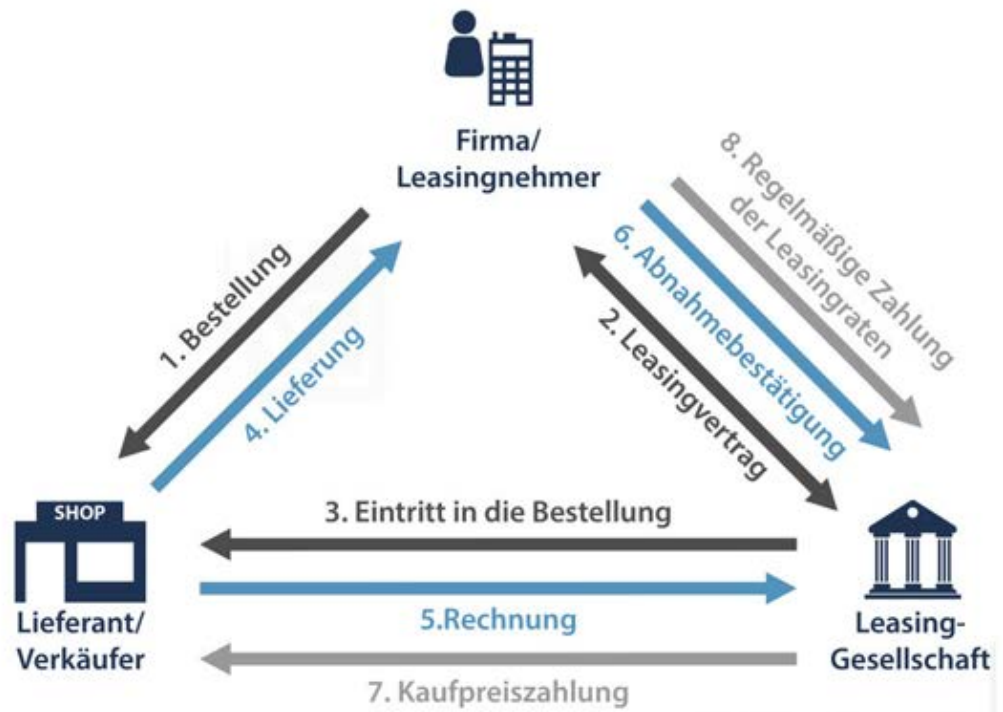 Firma/
Leasingnehmer
1. Bestellung
4. Lieferung
2. Leasingvertrag
6. Abnahmebestätigung
8. Regelmäßige Zahlung
der Leasingraten
SHOP
Lieferant/
Verkäufer
3. Eintritt in die Bestellung
5.Rechnung
7. Kaufpreiszahlung
Leasing-
Gesellschaft